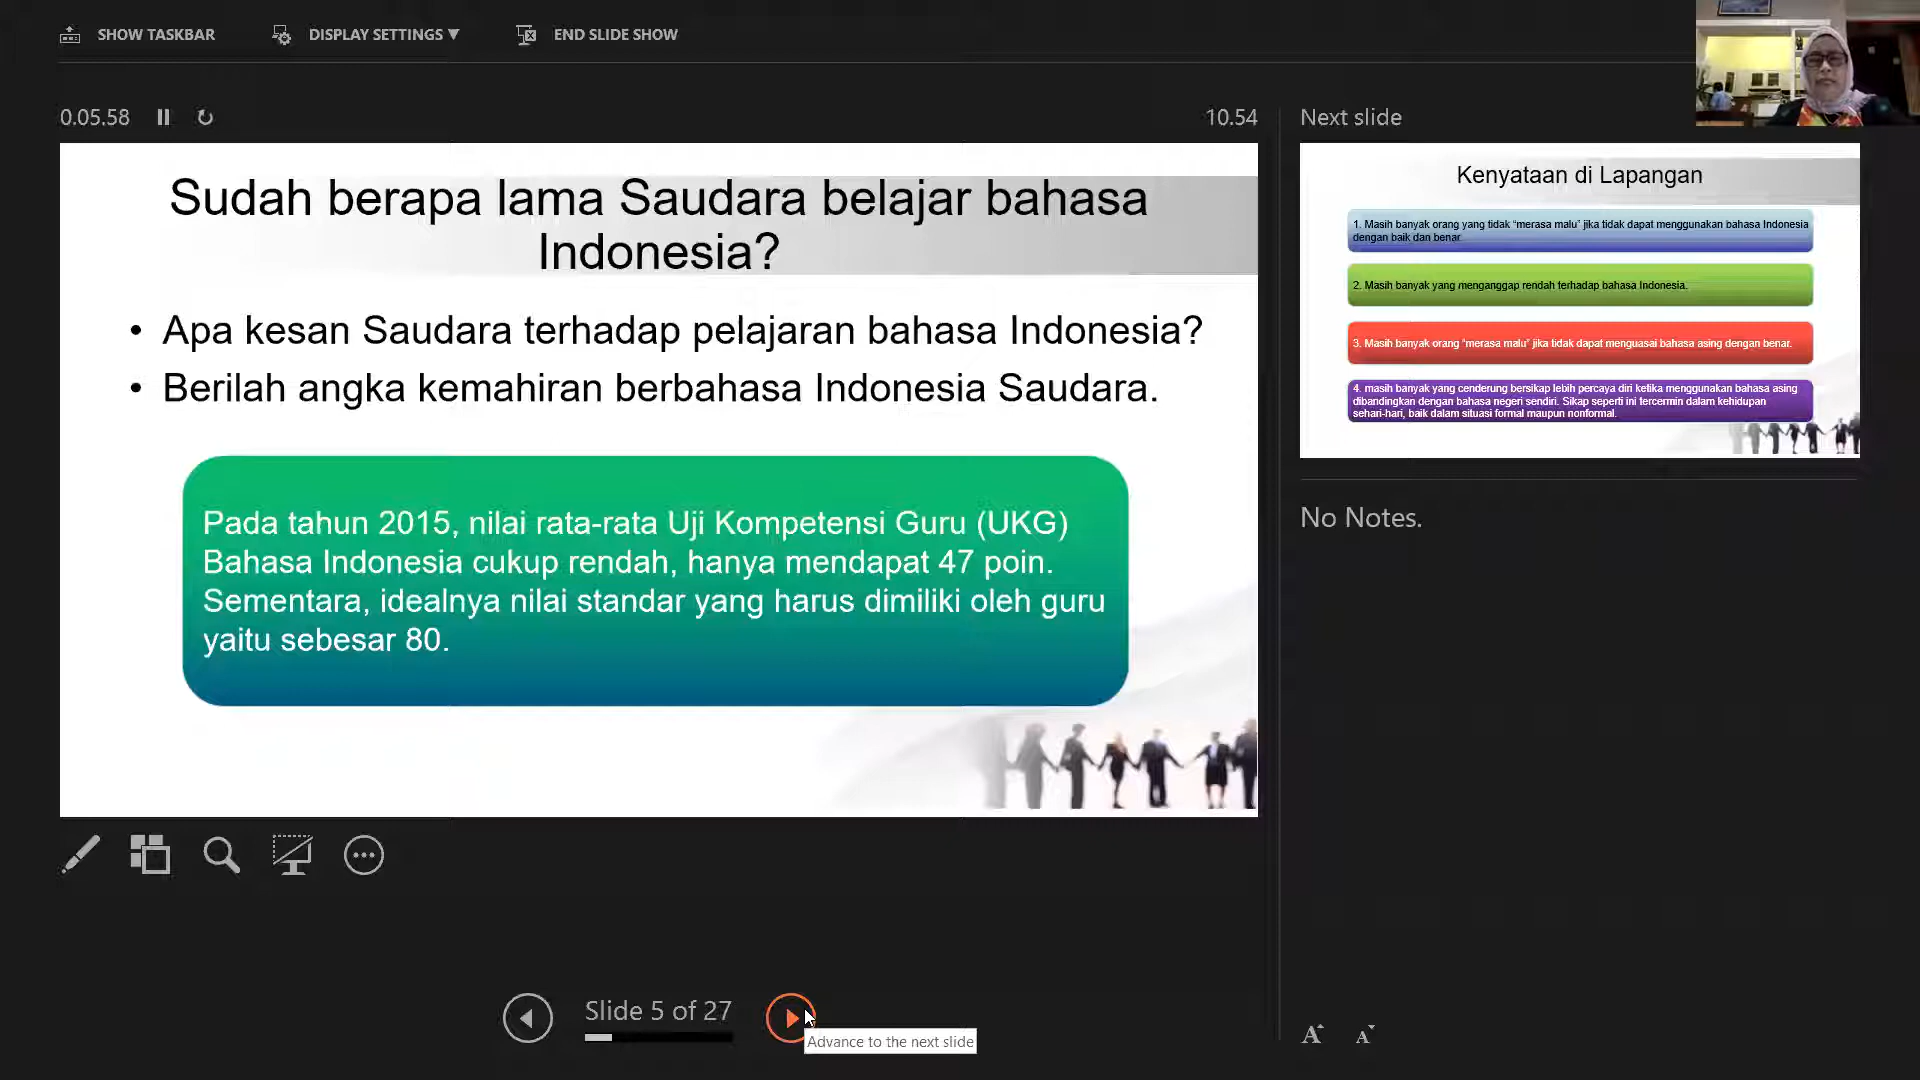 SHOW TASKBAR
DISPLAY SETTINGS ▼
END SLIDE SHOW
0.05.58
10.54
Next slide
Sudah berapa lama Saudara belajar bahasa
Indonesia?
• Apa kesan Saudara terhadap pelajaran bahasa Indonesia?
• Berilah angka kemahiran berbahasa Indonesia Saudara.
Pada tahun 2015, nilai rata-rata Uji Kompetensi Guru (UKG)
Bahasa Indonesia cukup rendah, hanya mendapat 47 poin.
Sementara, idealnya nilai standar yang harus dimiliki oleh guru
yaitu sebesar 80.
Kenyataan di Lapangan
1. Masih banyak orang yang tidak “merasa malu” jika tidak dapat menggunakan bahasa Indonesia
dengan baik dan benar.
2. Masih banyak yang menganggap rendah terhadap bahasa Indonesia.
3. Masih banyak orang “merasa malu” jika tidak dapat menguasai bahasa asing dengan benar.
4. masih banyak yang cenderung bersikap lebih percaya diri ketika menggunakan bahasa asing
dibandingkan dengan bahasa negeri sendiri. Sikap seperti ini tercermin dalam kehidupan
sehari-hari, baik dalam situasi formal maupun nonformal.
No Notes.
Slide 5 of 27
Advance to the next slide
A A